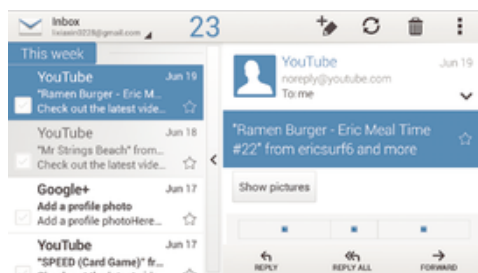 Inbox
23
This week
YouTube Jun 19
"Ramen Burger - Eric M...
Check out the latest vide...
YouTube Jun 18
"Mr Strings Beach" from...
Check out the latest vide...
Google+ Jun 17
Add a profile photo
Add a profile photoHere...
YouTube Jun 17
"SPEED (Card Game)" fr...
YouTube Jun 19
noreply@youtube.com
To: me
"Ramen Burger - Eric Meal Time
#22" from ericsurf6 and more
Show pictures
REPLY
REPLY ALL
FORWARD